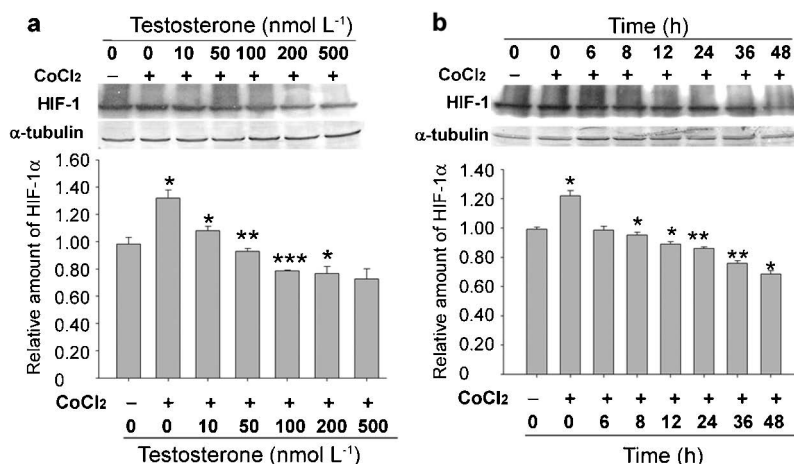 a
Testosterone (nmol L⁻¹)
0 0 10 50 100 200 500
CoCl₂ – + + + + + +
HIF-1
α-tubulin
Relative amount of HIF-1α
1.60
1.40
1.20
1.00
0.80
0.60
0.40
0.20
0
* * ** *** *
CoCl₂ – + + + + + +
0 0 10 50 100 200 500
Testosterone (nmol L⁻¹)
b
Time (h)
0 0 6 8 12 24 36 48
CoCl₂ – + + + + + + +
HIF-1
α-tubulin
Relative amount of HIF-1α
1.40
1.20
1.00
0.80
0.60
0.40
0.20
0
* * * ** ** *
CoCl₂ – + + + + + + +
0 0 6 8 12 24 36 48
Time (h)